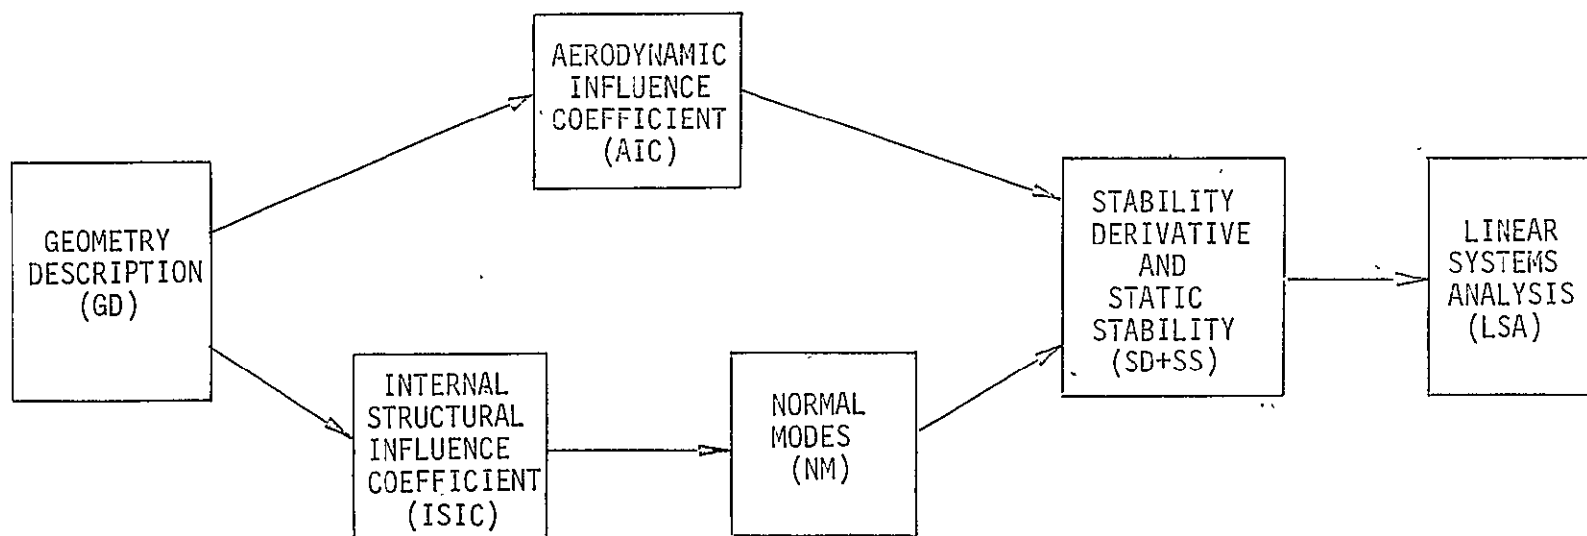 GEOMETRY
DESCRIPTION
(GD)
AERODYNAMIC
INFLUENCE
COEFFICIENT
(AIC)
INTERNAL
STRUCTURAL
INFLUENCE
COEFFICIENT
(ISIC)
NORMAL
MODES
(NM)
STABILITY
DERIVATIVE
AND
STATIC
STABILITY
(SD+SS)
LINEAR
SYSTEMS
ANALYSIS
(LSA)